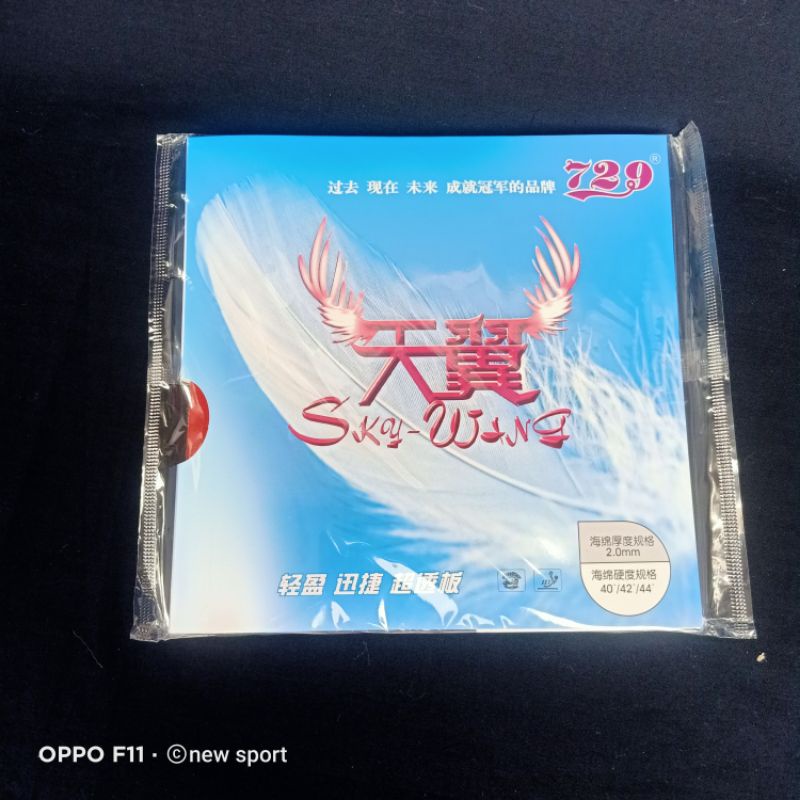 过去 现在 未来 成就冠军的品牌 729®
天翼
SKY-WING
轻盈 迅捷 超速板
海绵厚度规格
2.0mm
海绵硬度规格
40°/42°/44°
OPPO F11 · ©new sport